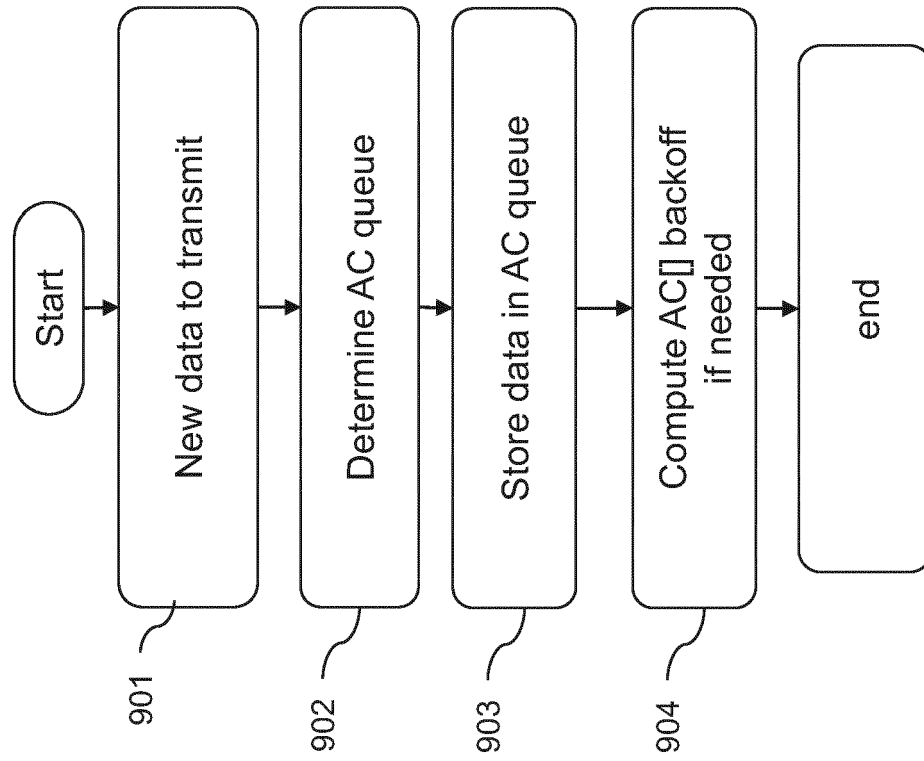 Start
New data to transmit
901
Determine AC queue
902
Store data in AC queue
903
Compute AC[] backoff
if needed
904
end